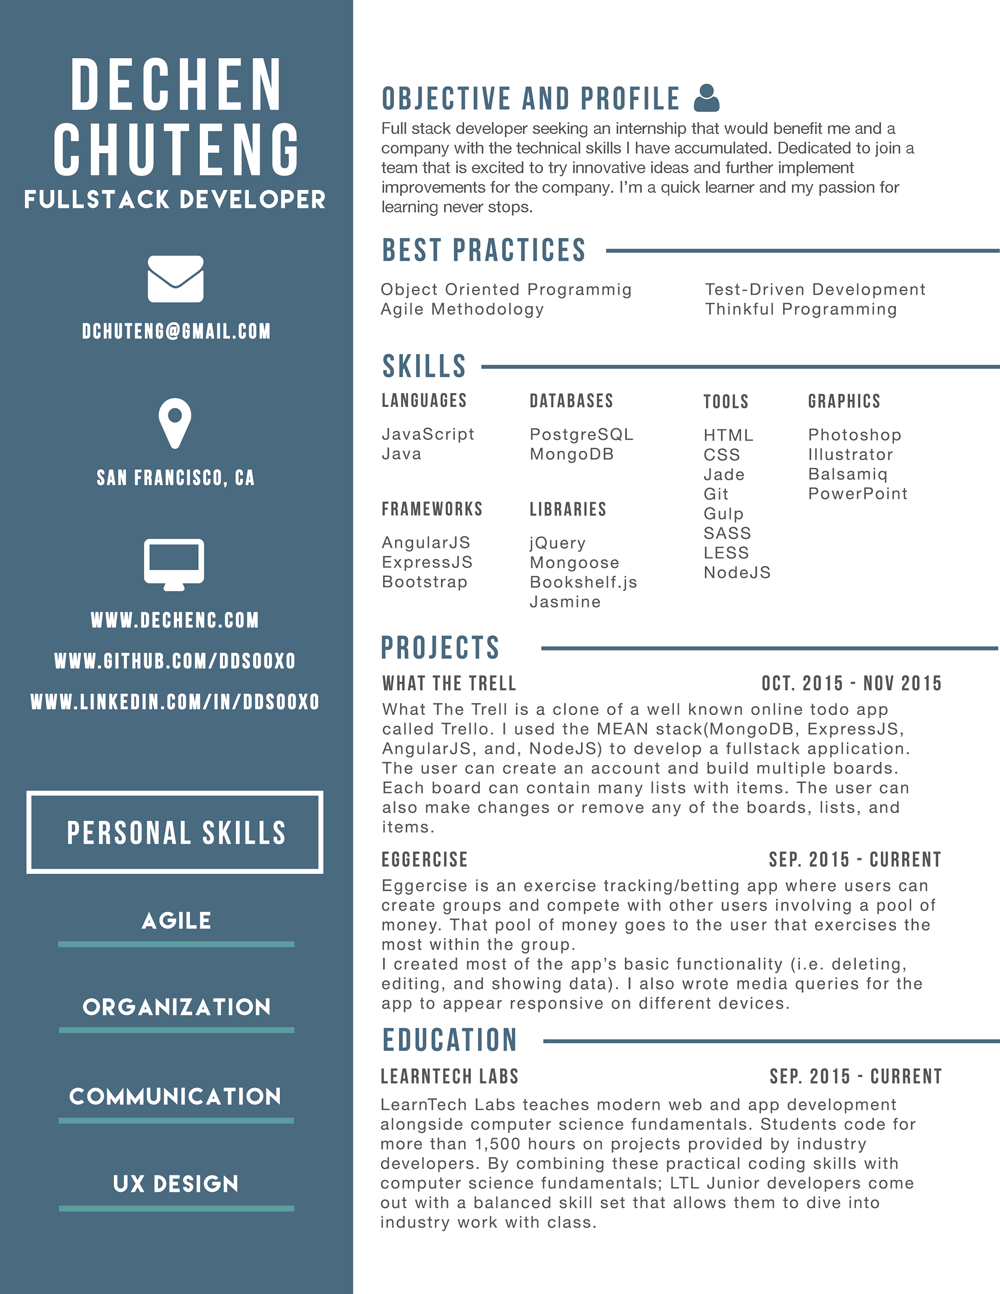 DECHEN
CHUTENG
FULLSTACK DEVELOPER
DCHUTENG@GMAIL.COM
SAN FRANCISCO, CA
WWW.DECHENC.COM
WWW.GITHUB.COM/DDSOOXO
WWW.LINKEDIN.COM/IN/DDSOOXO
PERSONAL SKILLS
AGILE
ORGANIZATION
COMMUNICATION
UX DESIGN
OBJECTIVE AND PROFILE
Full stack developer seeking an internship that would benefit me and a
company with the technical skills I have accumulated. Dedicated to join a
team that is excited to try innovative ideas and further implement
improvements for the company. I'm a quick learner and my passion for
learning never stops.
BEST PRACTICES
Object Oriented Programmig
Agile Methodology
Test-Driven Development
Thinkful Programming
SKILLS
LANGUAGES
JavaScript
Java
DATABASES
PostgreSQL
MongoDB
TOOLS
HTML
CSS
Jade
Git
Gulp
SASS
LESS
NodeJS
GRAPHICS
Photoshop
Illustrator
Balsamiq
PowerPoint
FRAMEWORKS
AngularJS
ExpressJS
Bootstrap
LIBRARIES
jQuery
Mongoose
Bookshelf.js
Jasmine
PROJECTS
WHAT THE TRELL OCT. 2015 - NOV 2015
What The Trell is a clone of a well known online todo app
called Trello. I used the MEAN stack(MongoDB, ExpressJS,
AngularJS, and, NodeJS) to develop a fullstack application.
The user can create an account and build multiple boards.
Each board can contain many lists with items. The user can
also make changes or remove any of the boards, lists, and
items.
EGGERCISE SEP. 2015 - CURRENT
Eggercise is an exercise tracking/betting app where users can
create groups and compete with other users involving a pool of
money. That pool of money goes to the user that exercises the
most within the group.
I created most of the app's basic functionality (i.e. deleting,
editing, and showing data). I also wrote media queries for the
app to appear responsive on different devices.
EDUCATION
LEARNTECH LABS SEP. 2015 - CURRENT
LearnTech Labs teaches modern web and app development
alongside computer science fundamentals. Students code for
more than 1,500 hours on projects provided by industry
developers. By combining these practical coding skills with
computer science fundamentals; LTL Junior developers come
out with a balanced skill set that allows them to dive into
industry work with class.